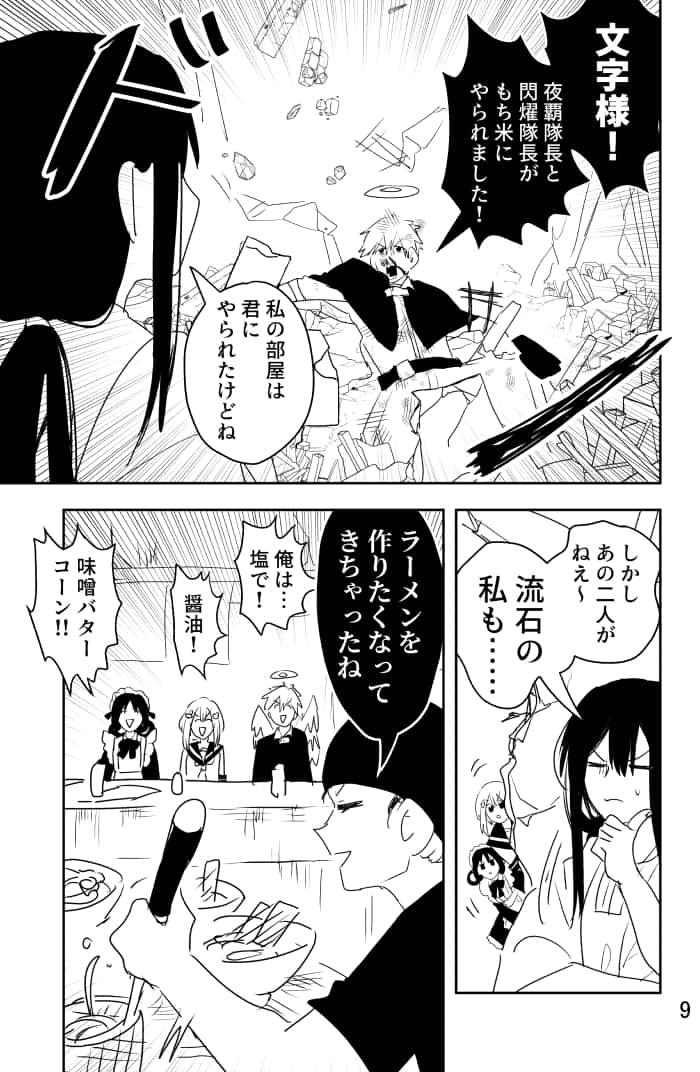 文字様！
夜覇隊長と
閃燿隊長が
もち米に
やられました！
私の部屋は
君に
やられたけどね
しかし
あの二人が
ねえ～
流石の
私も……
ラーメンを
作りたくなって
きちゃったね
俺は…
塩で！
醤油！
味噌バター
コーン!!
9